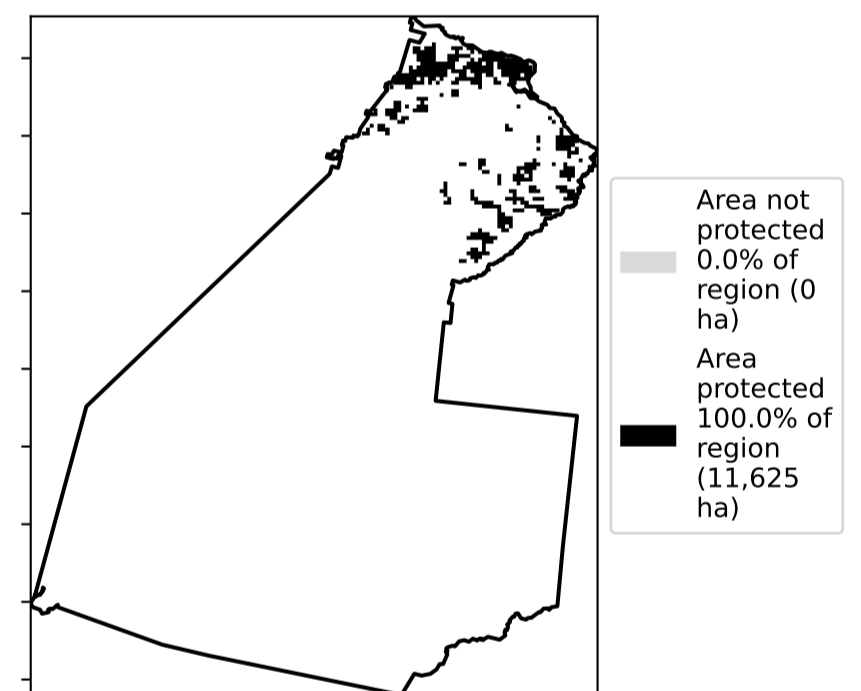 Area not
protected
0.0% of
region (0
ha)
Area
protected
100.0% of
region
(11,625
ha)